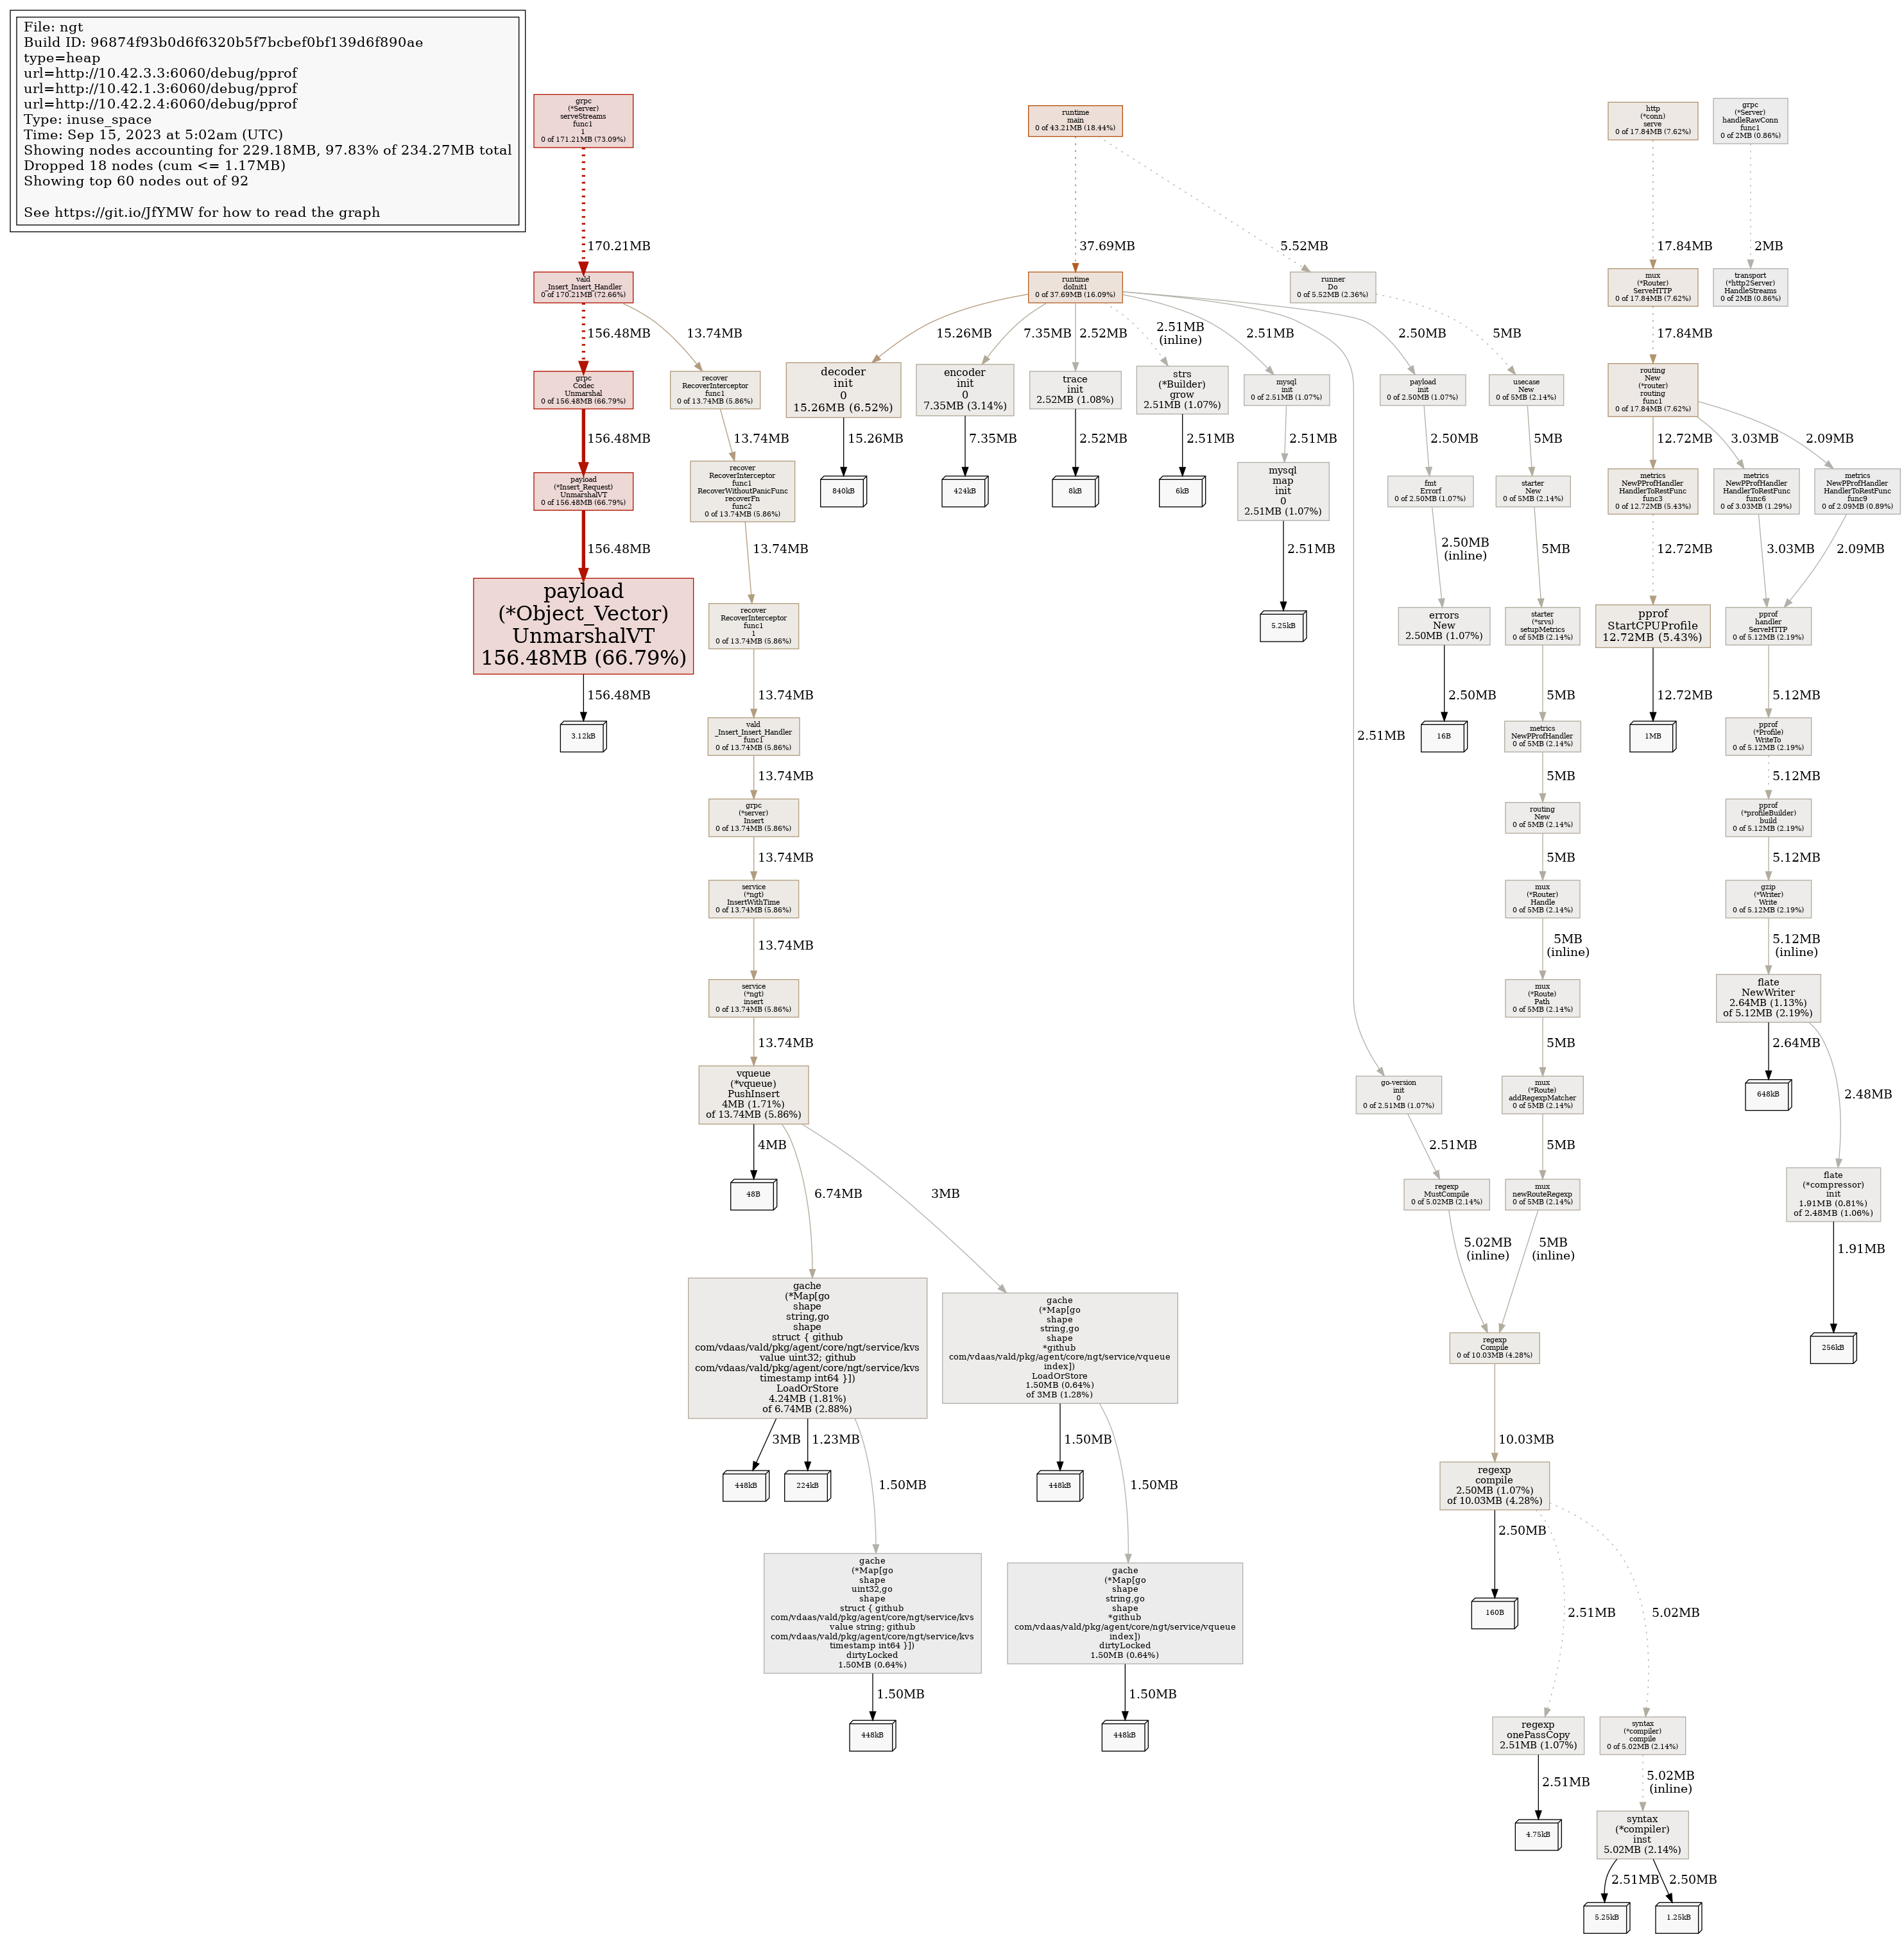 File: ngt
Build ID: 96874f93b0d6f6320b5f7bcbef0bf139d6f890ae
type=heap
url=http://10.42.3.3:6060/debug/pprof
url=http://10.42.1.3:6060/debug/pprof
url=http://10.42.2.4:6060/debug/pprof
Type: inuse_space
Time: Sep 15, 2023 at 5:02am (UTC)
Showing nodes accounting for 229.18MB, 97.83% of 234.27MB total
Dropped 18 nodes (cum <= 1.17MB)
Showing top 60 nodes out of 92
See https://git.io/JfYMW for how to read the graph
grpc
(*Server)
serveStreams
func1
1
0 of 171.21MB (73.09%)
170.21MB
vald
_Insert_Insert_Handler
0 of 170.21MB (72.66%)
156.48MB
13.74MB
grpc
Codec
Unmarshal
0 of 156.48MB (66.79%)
156.48MB
payload
(*Insert_Request)
UnmarshalVT
0 of 156.48MB (66.79%)
156.48MB
payload
(*Object_Vector)
UnmarshalVT
156.48MB (66.79%)
156.48MB
3.12kB
recover
RecoverInterceptor
func1
0 of 13.74MB (5.86%)
13.74MB
recover
RecoverInterceptor
func1
RecoverWithoutPanicFunc
recoverFn
func2
0 of 13.74MB (5.86%)
13.74MB
recover
RecoverInterceptor
func1
1
0 of 13.74MB (5.86%)
13.74MB
vald
_Insert_Insert_Handler
func1
0 of 13.74MB (5.86%)
13.74MB
grpc
(*server)
Insert
0 of 13.74MB (5.86%)
13.74MB
service
(*ngt)
InsertWithTime
0 of 13.74MB (5.86%)
13.74MB
service
(*ngt)
insert
0 of 13.74MB (5.86%)
13.74MB
vqueue
(*vqueue)
PushInsert
4MB (1.71%)
of 13.74MB (5.86%)
4MB
48B
6.74MB
3MB
gache
(*Map[go
shape
string,go
shape
struct { github
com/vdaas/vald/pkg/agent/core/ngt/service/kvs
value uint32; github
com/vdaas/vald/pkg/agent/core/ngt/service/kvs
timestamp int64 }])
LoadOrStore
4.24MB (1.81%)
of 6.74MB (2.88%)
3MB
448kB
1.23MB
224kB
1.50MB
gache
(*Map[go
shape
uint32,go
shape
struct { github
com/vdaas/vald/pkg/agent/core/ngt/service/kvs
value string; github
com/vdaas/vald/pkg/agent/core/ngt/service/kvs
timestamp int64 }])
dirtyLocked
1.50MB (0.64%)
1.50MB
448kB
gache
(*Map[go
shape
string,go
shape
*github
com/vdaas/vald/pkg/agent/core/ngt/service/vqueue
index])
LoadOrStore
1.50MB (0.64%)
of 3MB (1.28%)
1.50MB
448kB
1.50MB
gache
(*Map[go
shape
string,go
shape
*github
com/vdaas/vald/pkg/agent/core/ngt/service/vqueue
index])
dirtyLocked
1.50MB (0.64%)
1.50MB
448kB
runtime
main
0 of 43.21MB (18.44%)
37.69MB
5.52MB
runtime
doInit1
0 of 37.69MB (16.09%)
15.26MB
7.35MB
2.52MB
2.51MB
(inline)
2.51MB
2.51MB
2.50MB
decoder
init
0
15.26MB (6.52%)
15.26MB
840kB
encoder
init
0
7.35MB (3.14%)
7.35MB
424kB
trace
init
2.52MB (1.08%)
2.52MB
8kB
strs
(*Builder)
grow
2.51MB (1.07%)
2.51MB
6kB
mysql
init
0 of 2.51MB (1.07%)
2.51MB
mysql
map
init
0
2.51MB (1.07%)
2.51MB
5.25kB
payload
init
0 of 2.50MB (1.07%)
2.50MB
fmt
Errorf
0 of 2.50MB (1.07%)
2.50MB
(inline)
errors
New
2.50MB (1.07%)
2.50MB
16B
runner
Do
0 of 5.52MB (2.36%)
5MB
usecase
New
0 of 5MB (2.14%)
5MB
starter
New
0 of 5MB (2.14%)
5MB
starter
(*srvs)
setupMetrics
0 of 5MB (2.14%)
5MB
metrics
NewPProfHandler
0 of 5MB (2.14%)
5MB
routing
New
0 of 5MB (2.14%)
5MB
mux
(*Router)
Handle
0 of 5MB (2.14%)
5MB
(inline)
mux
(*Route)
Path
0 of 5MB (2.14%)
5MB
mux
(*Route)
addRegexpMatcher
0 of 5MB (2.14%)
5MB
mux
newRouteRegexp
0 of 5MB (2.14%)
5MB
(inline)
go-version
init
0
0 of 2.51MB (1.07%)
2.51MB
regexp
MustCompile
0 of 5.02MB (2.14%)
5.02MB
(inline)
regexp
Compile
0 of 10.03MB (4.28%)
10.03MB
regexp
compile
2.50MB (1.07%)
of 10.03MB (4.28%)
2.50MB
160B
2.51MB
5.02MB
regexp
onePassCopy
2.51MB (1.07%)
2.51MB
4.75kB
syntax
(*compiler)
compile
0 of 5.02MB (2.14%)
5.02MB
(inline)
syntax
(*compiler)
inst
5.02MB (2.14%)
2.51MB
5.25kB
2.50MB
1.25kB
http
(*conn)
serve
0 of 17.84MB (7.62%)
17.84MB
mux
(*Router)
ServeHTTP
0 of 17.84MB (7.62%)
17.84MB
routing
New
(*router)
routing
func1
0 of 17.84MB (7.62%)
12.72MB
3.03MB
2.09MB
metrics
NewPProfHandler
HandlerToRestFunc
func3
0 of 12.72MB (5.43%)
12.72MB
pprof
StartCPUProfile
12.72MB (5.43%)
12.72MB
1MB
metrics
NewPProfHandler
HandlerToRestFunc
func6
0 of 3.03MB (1.29%)
3.03MB
metrics
NewPProfHandler
HandlerToRestFunc
func9
0 of 2.09MB (0.89%)
2.09MB
pprof
handler
ServeHTTP
0 of 5.12MB (2.19%)
5.12MB
pprof
(*Profile)
WriteTo
0 of 5.12MB (2.19%)
5.12MB
pprof
(*profileBuilder)
build
0 of 5.12MB (2.19%)
5.12MB
gzip
(*Writer)
Write
0 of 5.12MB (2.19%)
5.12MB
(inline)
flate
NewWriter
2.64MB (1.13%)
of 5.12MB (2.19%)
2.64MB
648kB
2.48MB
flate
(*compressor)
init
1.91MB (0.81%)
of 2.48MB (1.06%)
1.91MB
256kB
grpc
(*Server)
handleRawConn
func1
0 of 2MB (0.86%)
2MB
transport
(*http2Server)
HandleStreams
0 of 2MB (0.86%)